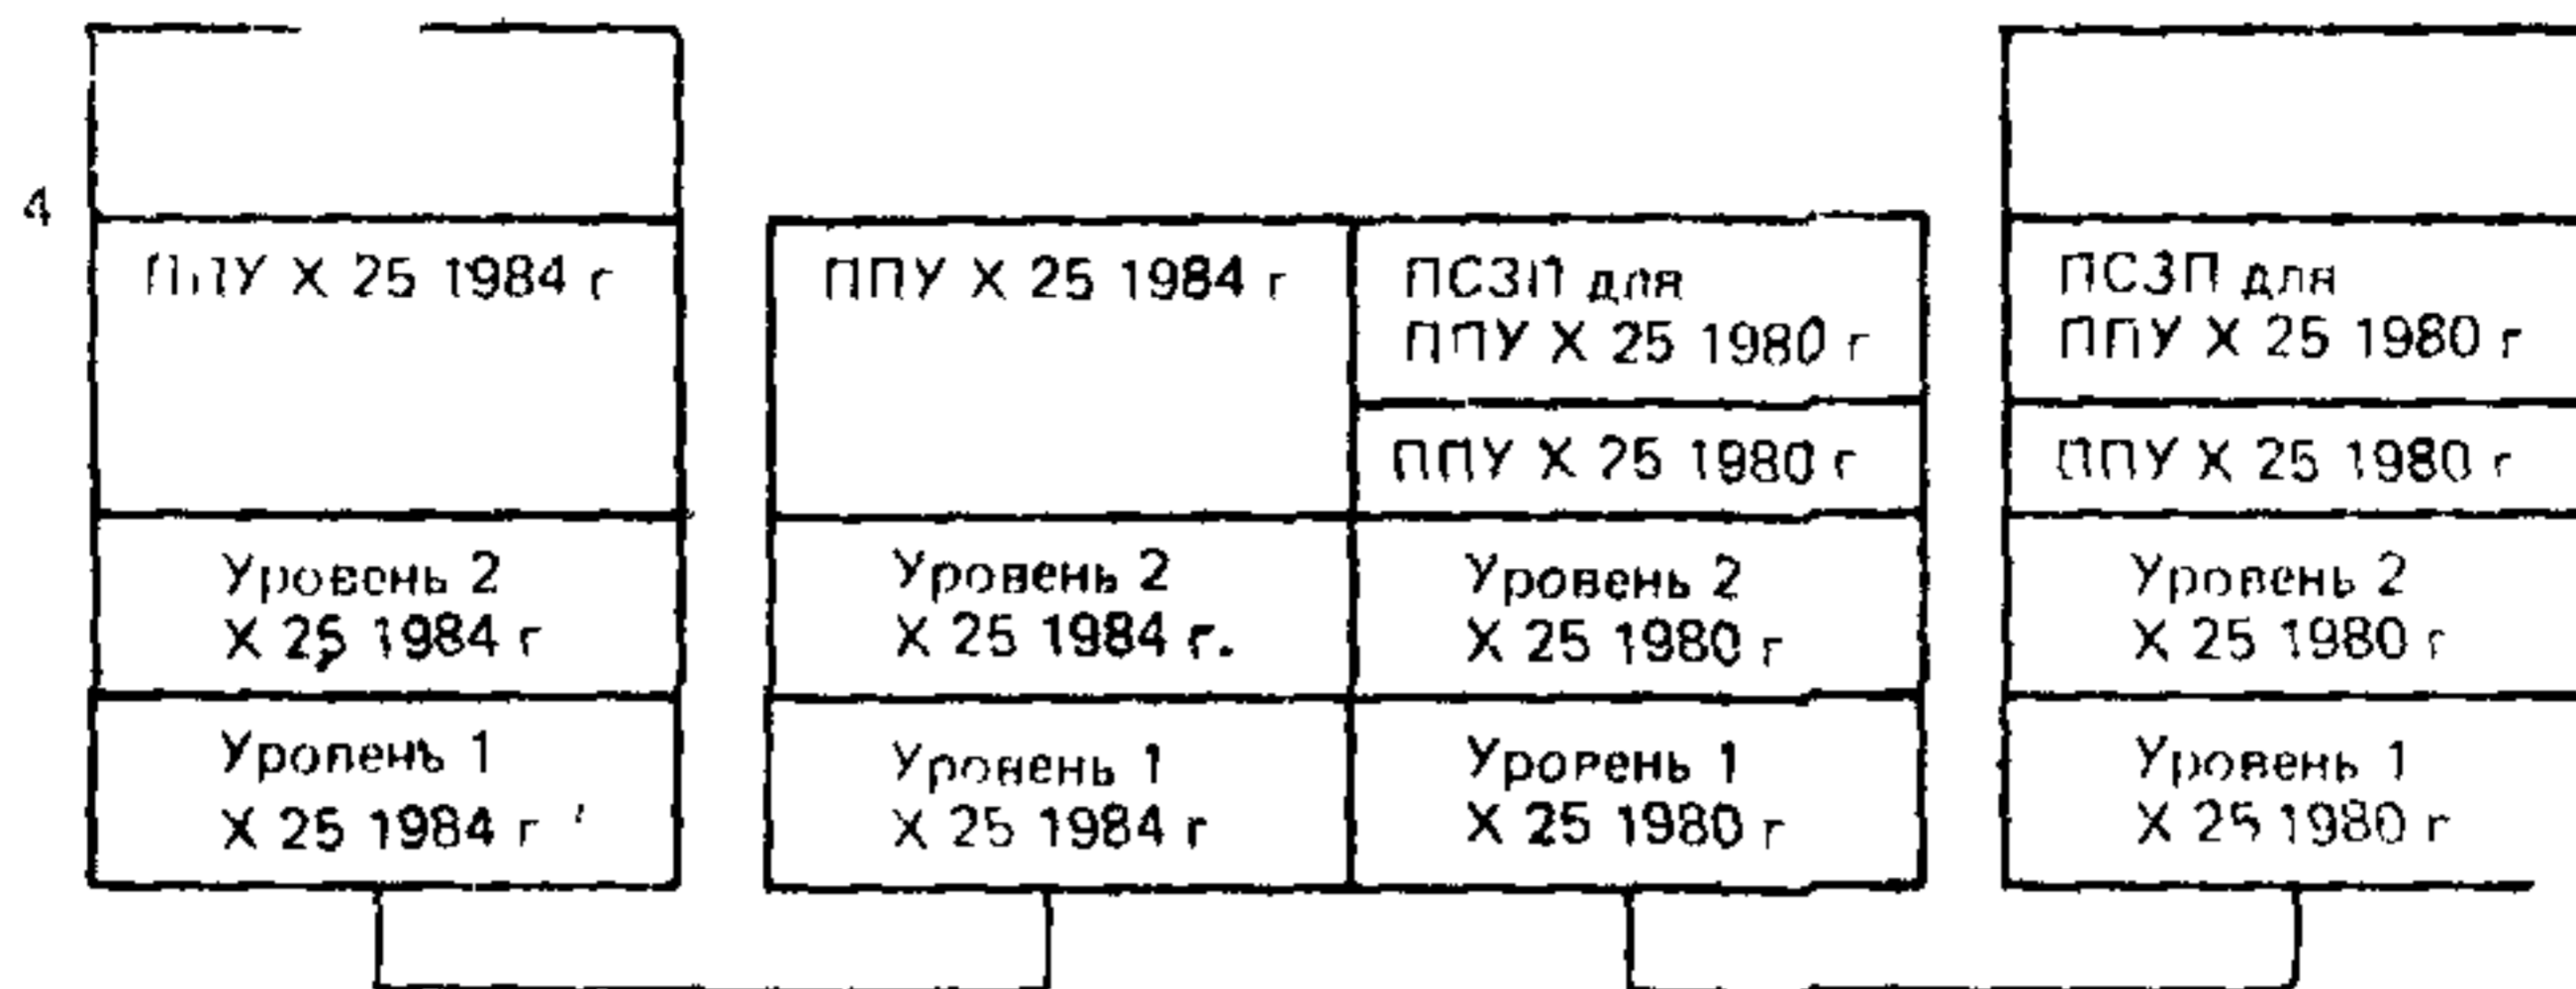 4
ППУ X 25 1984 г
ППУ X 25 1984 г
ПСЗП для
ППУ X 25 1980 г
ППУ X 25 1980 г
ПСЗП для
ППУ X 25 1980 г
ППУ X 25 1980 г
Уровень 2
X 25 1984 г
Уровень 2
X 25 1984 г.
Уровень 2
X 25 1980 г
Уровень 2
X 25 1980 г
Уровень 1
X 25 1984 г
Уровень 1
X 25 1984 г
Уровень 1
X 25 1980 г
Уровень 1
X 25 1980 г